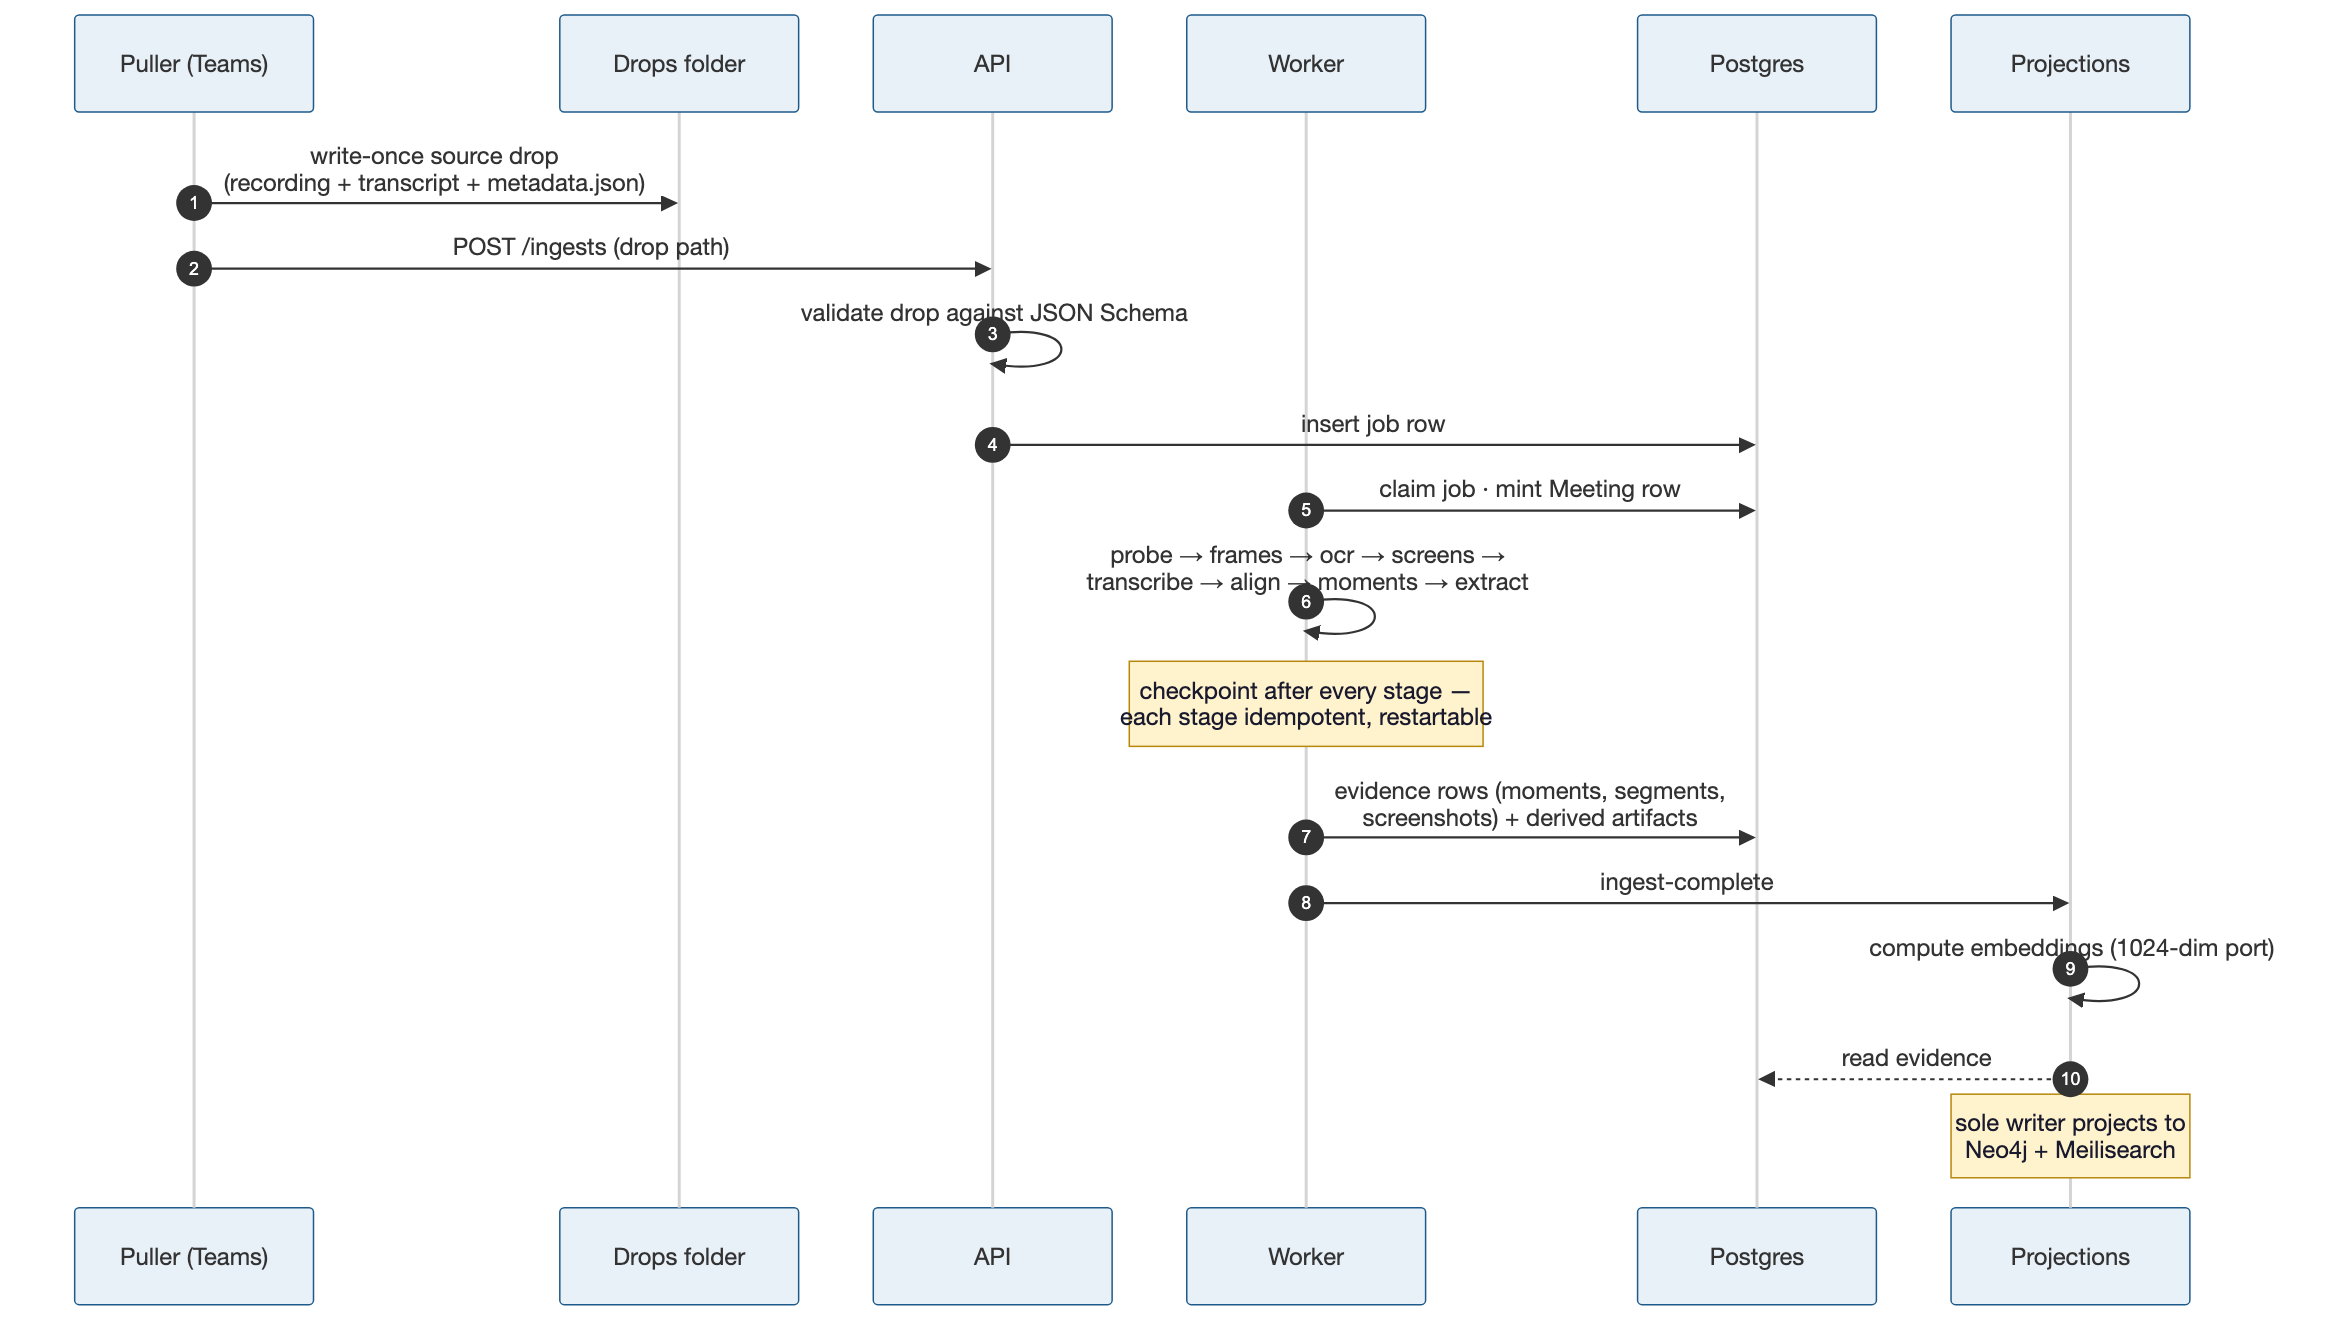 Puller (Teams)
Drops folder
API
Worker
Postgres
Projections
write-once source drop
(recording + transcript + metadata.json)
1
POST /ingests (drop path)
2
validate drop against JSON Schema
3
insert job row
4
claim job · mint Meeting row
5
probe → frames → ocr → screens →
transcribe → align → moments → extract
6
checkpoint after every stage —
each stage idempotent, restartable
evidence rows (moments, segments,
screenshots) + derived artifacts
7
ingest-complete
8
compute embeddings (1024-dim port)
9
read evidence
10
sole writer projects to
Neo4j + Meilisearch
Puller (Teams)
Drops folder
API
Worker
Postgres
Projections